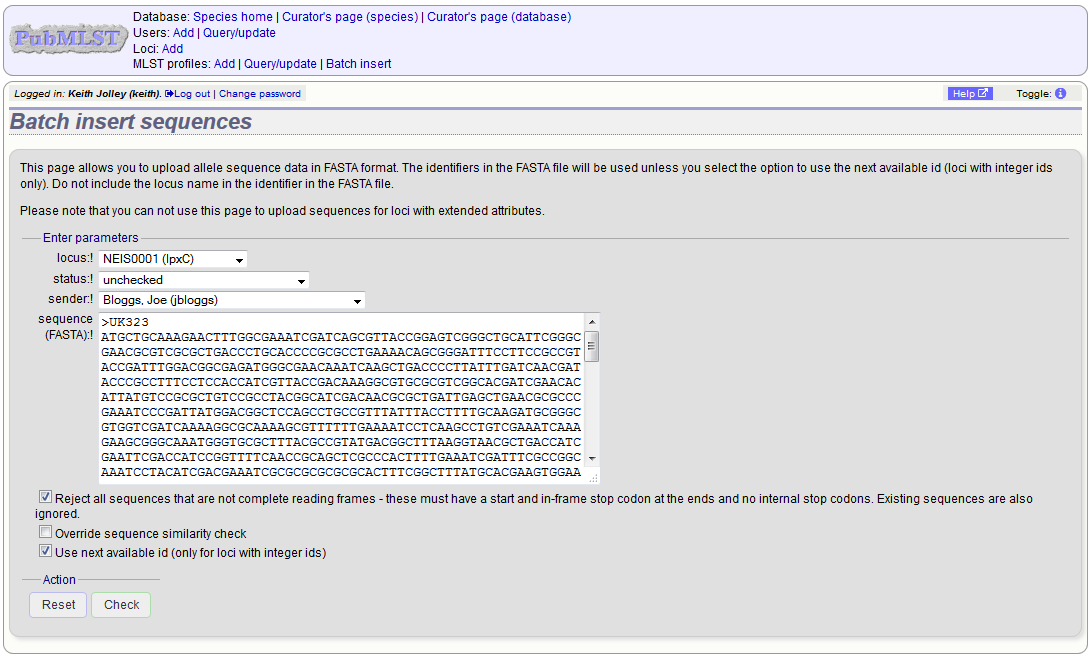 PubMLST
Database: Species home | Curator's page (species) | Curator's page (database)
Users: Add | Query/update
Loci: Add
MLST profiles: Add | Query/update | Batch insert
Logged in: Keith Jolley (keith). Log out | Change password
Help
Toggle: i
Batch insert sequences
This page allows you to upload allele sequence data in FASTA format. The identifiers in the FASTA file will be used unless you select the option to use the next available id (loci with integer ids
only). Do not include the locus name in the identifier in the FASTA file.
Please note that you can not use this page to upload sequences for loci with extended attributes.
Enter parameters
locus:! NEIS0001 (lpxC)
status:! unchecked
sender:! Bloggs, Joe (jbloggs)
sequence
(FASTA):!
>UK323
ATGCTGCAAAGAACTTTGGCGAAATCGATCAGCGTTACCGGAGTCGGGCTGCATTCGGGC
GAACGCGTCGCGCTGACCCTGCACCCCGCGCCTGAAAACAGCGGGATTTCCTTCCGCCGT
ACCGATTTGGACGGCGAGATGGGCGAACAAATCAAGCTGACCCCTTATTTGATCAACGAT
ACCCGCCTTTCCTCCACCATCGTTACCGACAAAGGCGTGCGCGTCGGCACGATCGAACAC
ATTATGTCCGCGCTGTCCGCCTACGGCATCGACAACGCGCTGATTGAGCTGAACGCGCCC
GAAATCCCGATTATGGACGGCTCCAGCCTGCCGTTTATTTACCTTTTGCAAGATGCGGGC
GTGGTCGATCAAAAGGCGCAAAAGCGTTTTTTGAAAATCCTCAAGCCTGTCGAAATCAAA
GAAGCGGGCAAATGGGTGCGCTTTACGCCGTATGACGGCTTTAAGGTAACGCTGACCATC
GAATTCGACCATCCGGTTTTCAACCGCAGCTCGCCCACTTTTGAAATCGATTTCGCCGGC
AAATCCTACATCGACGAAATCGCGCGCGCGCGCACTTTCGGCTTTATGCACGAAGTGGAA
Reject all sequences that are not complete reading frames - these must have a start and in-frame stop codon at the ends and no internal stop codons. Existing sequences are also
ignored.
Override sequence similarity check
Use next available id (only for loci with integer ids)
Action
Reset Check